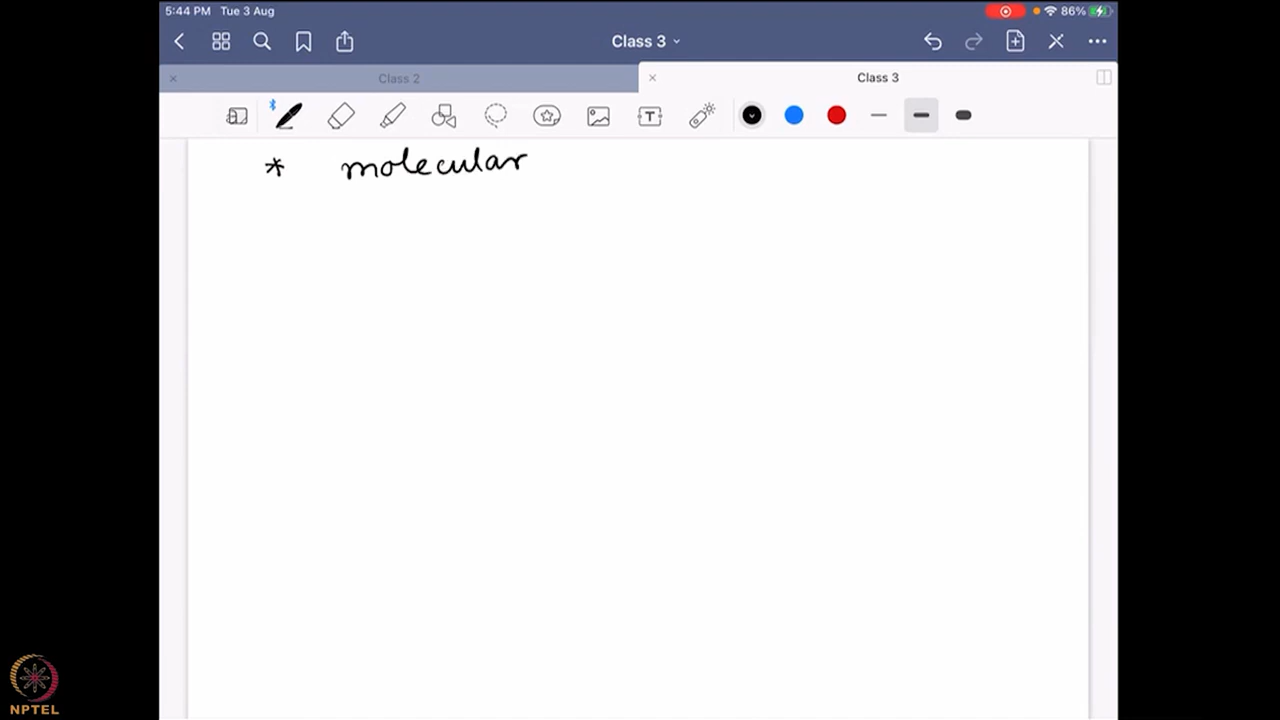 5:44 PM Tue 3 Aug 86%
Class 3
Class 2 Class 3
T
* molecular
NPTEL